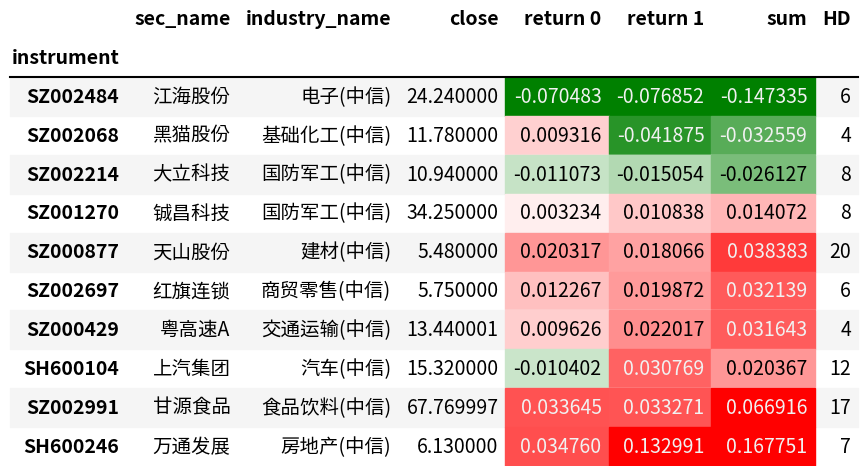 sec_name industry_name close return 0 return 1 sum HD
instrument
SZ002484 江海股份 电子(中信) 24.240000 -0.070483 -0.076852 -0.147335 6
SZ002068 黑猫股份 基础化工(中信) 11.780000 0.009316 -0.041875 -0.032559 4
SZ002214 大立科技 国防军工(中信) 10.940000 -0.011073 -0.015054 -0.026127 8
SZ001270 铖昌科技 国防军工(中信) 34.250000 0.003234 0.010838 0.014072 8
SZ000877 天山股份 建材(中信) 5.480000 0.020317 0.018066 0.038383 20
SZ002697 红旗连锁 商贸零售(中信) 5.750000 0.012267 0.019872 0.032139 6
SZ000429 粤高速A 交通运输(中信) 13.440001 0.009626 0.022017 0.031643 4
SH600104 上汽集团 汽车(中信) 15.320000 -0.010402 0.030769 0.020367 12
SZ002991 甘源食品 食品饮料(中信) 67.769997 0.033645 0.033271 0.066916 17
SH600246 万通发展 房地产(中信) 6.130000 0.034760 0.132991 0.167751 7